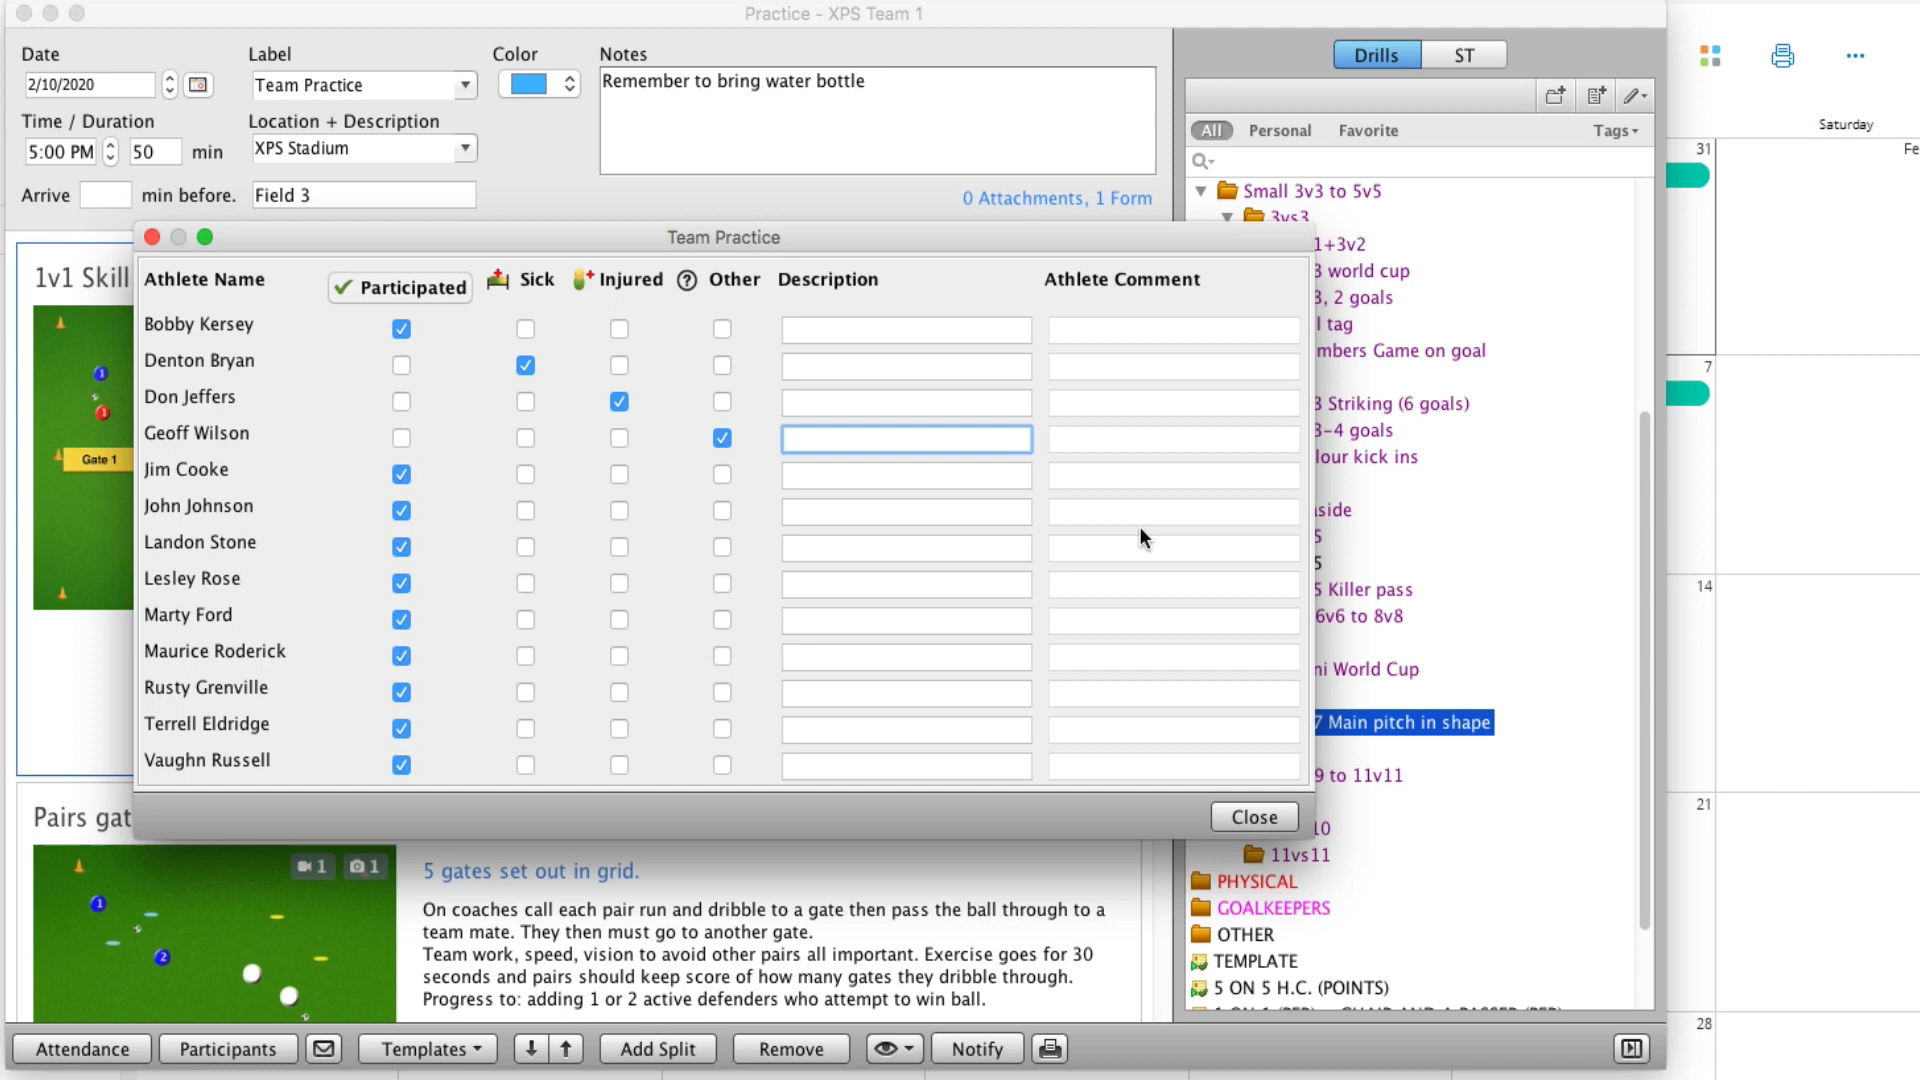 Practice - XPS Team 1
Date
Label
Color
Notes
Drills
ST
2/10/2020
Team Practice
Remember to bring water bottle
Time / Duration
Location + Description
All
Personal
Favorite
Tags
Saturday
5:00 PM
50
min
XPS Stadium
31
Fe
Arrive
min before.
Field 3
0 Attachments, 1 Form
Small 3v3 to 5v5
3vs3
Team Practice
1v1 Skill
Athlete Name
Participated
Sick
Injured
Other
Description
Athlete Comment
1+3v2
3 world cup
3, 2 goals
l tag
mbers Game on goal
3 Striking (6 goals)
3-4 goals
lour kick ins
side
5
5
5 Killer pass
6v6 to 8v8
ni World Cup
7 Main pitch in shape
9 to 11v11
10
11vs11
Bobby Kersey
Denton Bryan
Don Jeffers
Geoff Wilson
Jim Cooke
John Johnson
Landon Stone
Lesley Rose
Marty Ford
Maurice Roderick
Rusty Grenville
Terrell Eldridge
Vaughn Russell
1
1
Gate 1
7
14
21
28
Close
Pairs gat
1
1
1
2
5 gates set out in grid.
On coaches call each pair run and dribble to a gate then pass the ball through to a
team mate. They then must go to another gate.
Team work, speed, vision to avoid other pairs all important. Exercise goes for 30
seconds and pairs should keep score of how many gates they dribble through.
Progress to: adding 1 or 2 active defenders who attempt to win ball.
PHYSICAL
GOALKEEPERS
OTHER
TEMPLATE
5 ON 5 H.C. (POINTS)
Attendance
Participants
Templates
Add Split
Remove
Notify